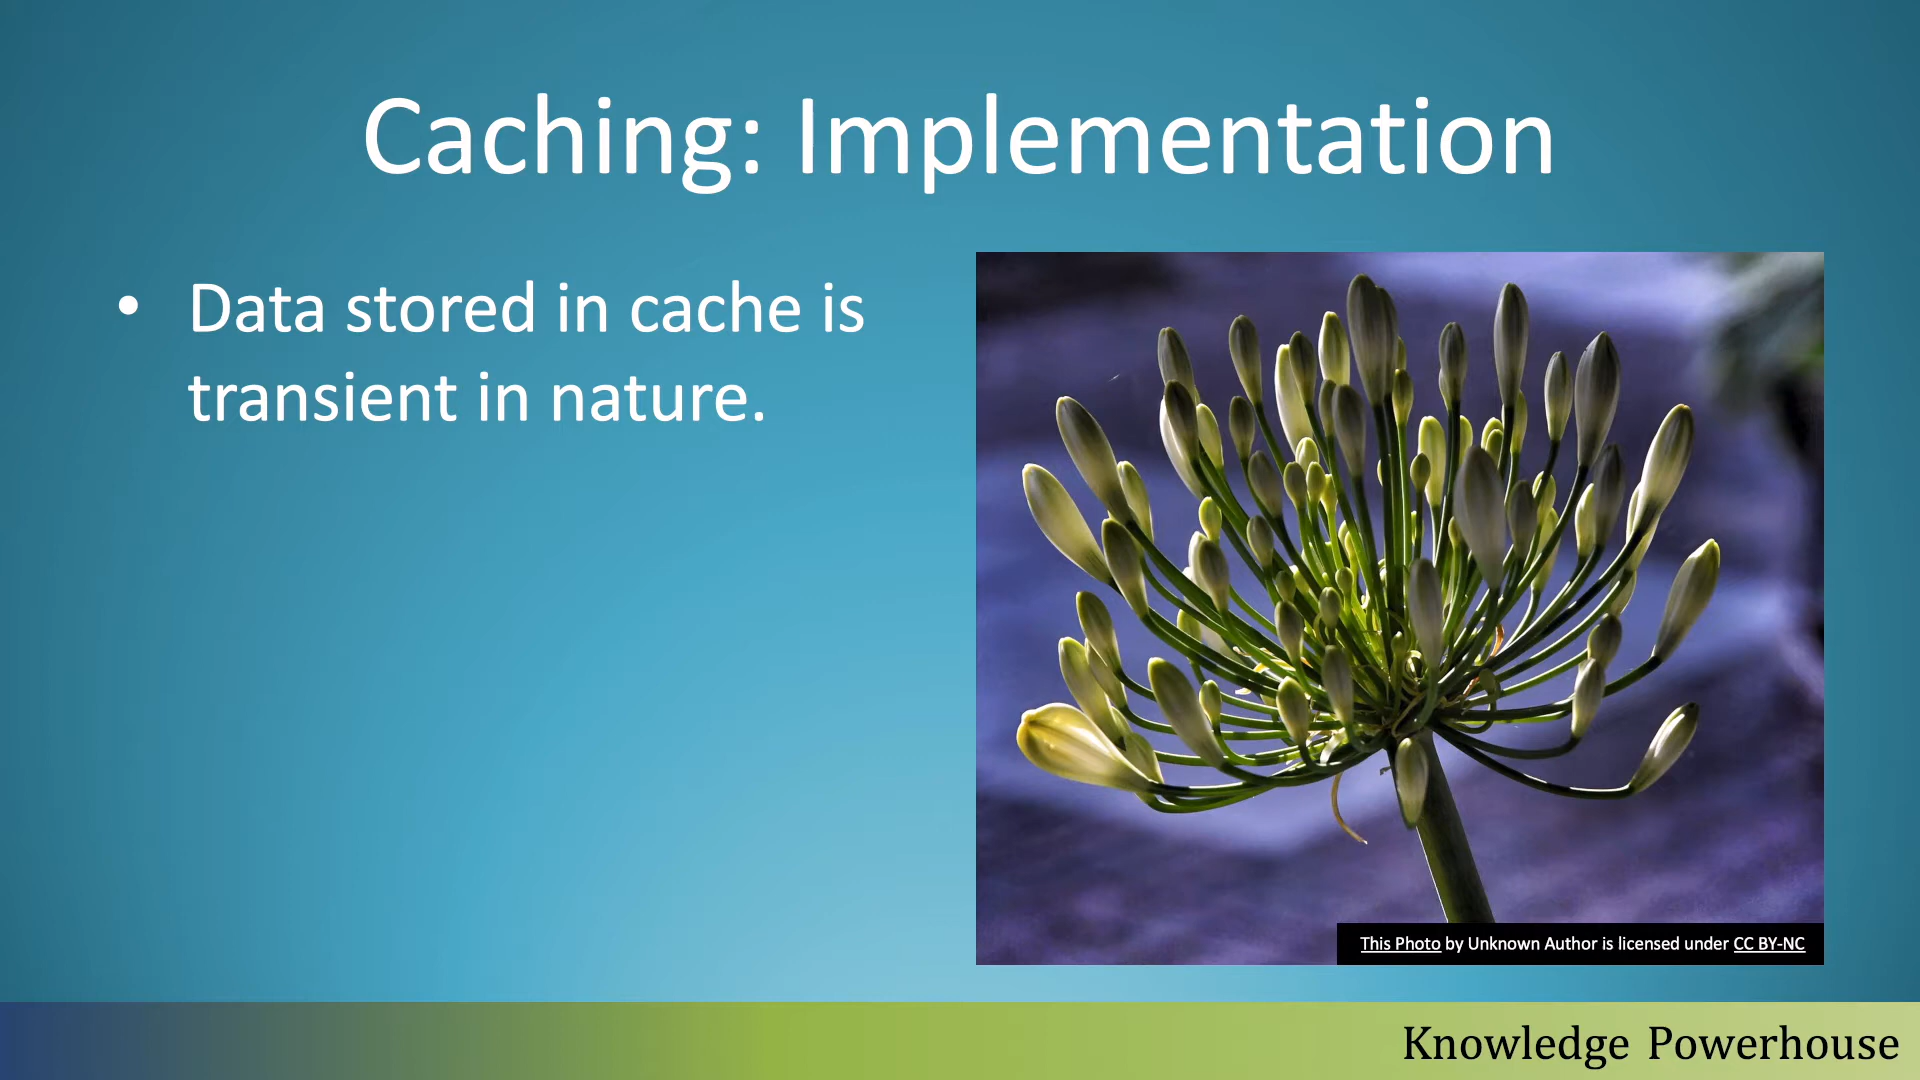 Caching: Implementation
• Data stored in cache is
transient in nature.
This Photo by Unknown Author is licensed under CC BY-NC
Knowledge Powerhouse